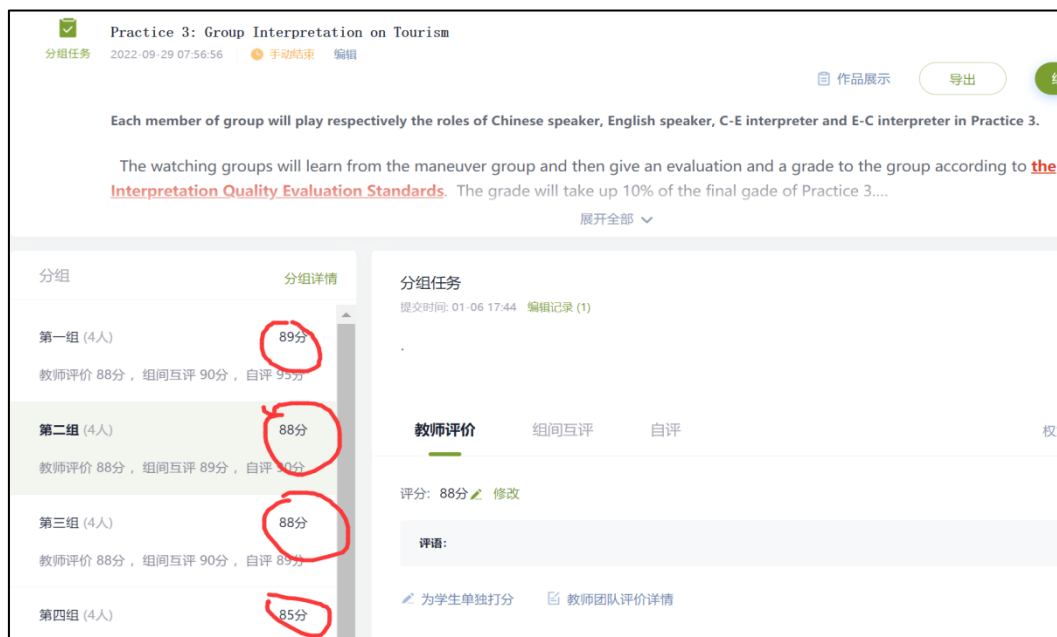 Practice 3: Group Interpretation on Tourism
分组任务 2022-09-29 07:56:56 手动结束 编辑
作品展示 导出
Each member of group will play respectively the roles of Chinese speaker, English speaker, C-E interpreter and E-C interpreter in Practice 3.
The watching groups will learn from the maneuver group and then give an evaluation and a grade to the group according to the
Interpretation Quality Evaluation Standards. The grade will take up 10% of the final gade of Practice 3....
展开全部
分组 分组详情
第一组 (4人) 89分
教师评价 88分 ，组间互评 90分 ，自评 95分
第二组 (4人) 88分
教师评价 88分 ，组间互评 89分 ，自评 90分
第三组 (4人) 88分
教师评价 88分 ，组间互评 90分 ，自评 89分
第四组 (4人) 85分
分组任务
提交时间: 01-06 17:44 编辑记录 (1)
.
教师评价 组间互评 自评
评分: 88分 修改
评语:
为学生单独打分 教师团队评价详情